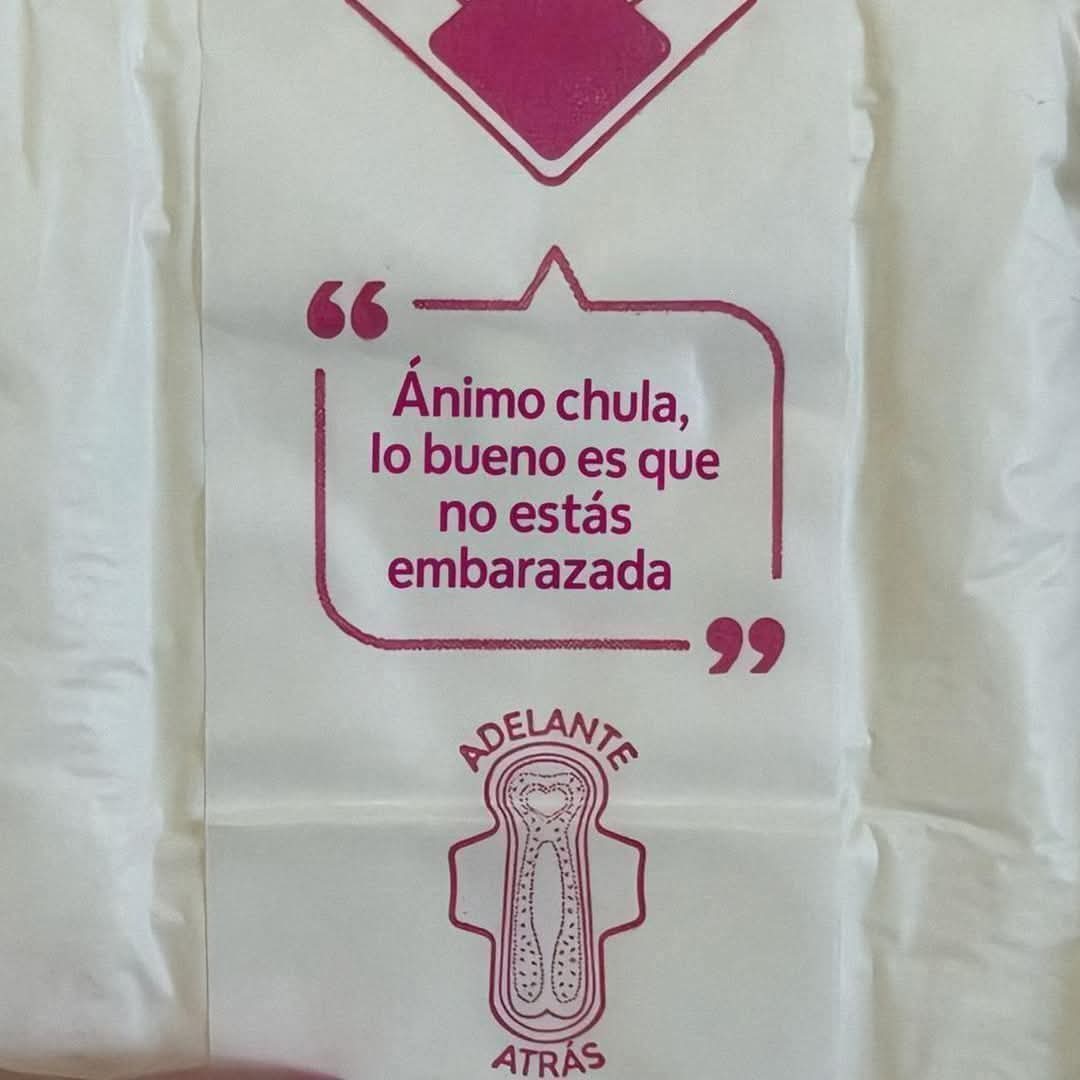 “Ánimo chula,
lo bueno es que
no estás
embarazada”
ADELANTE
ATRÁS